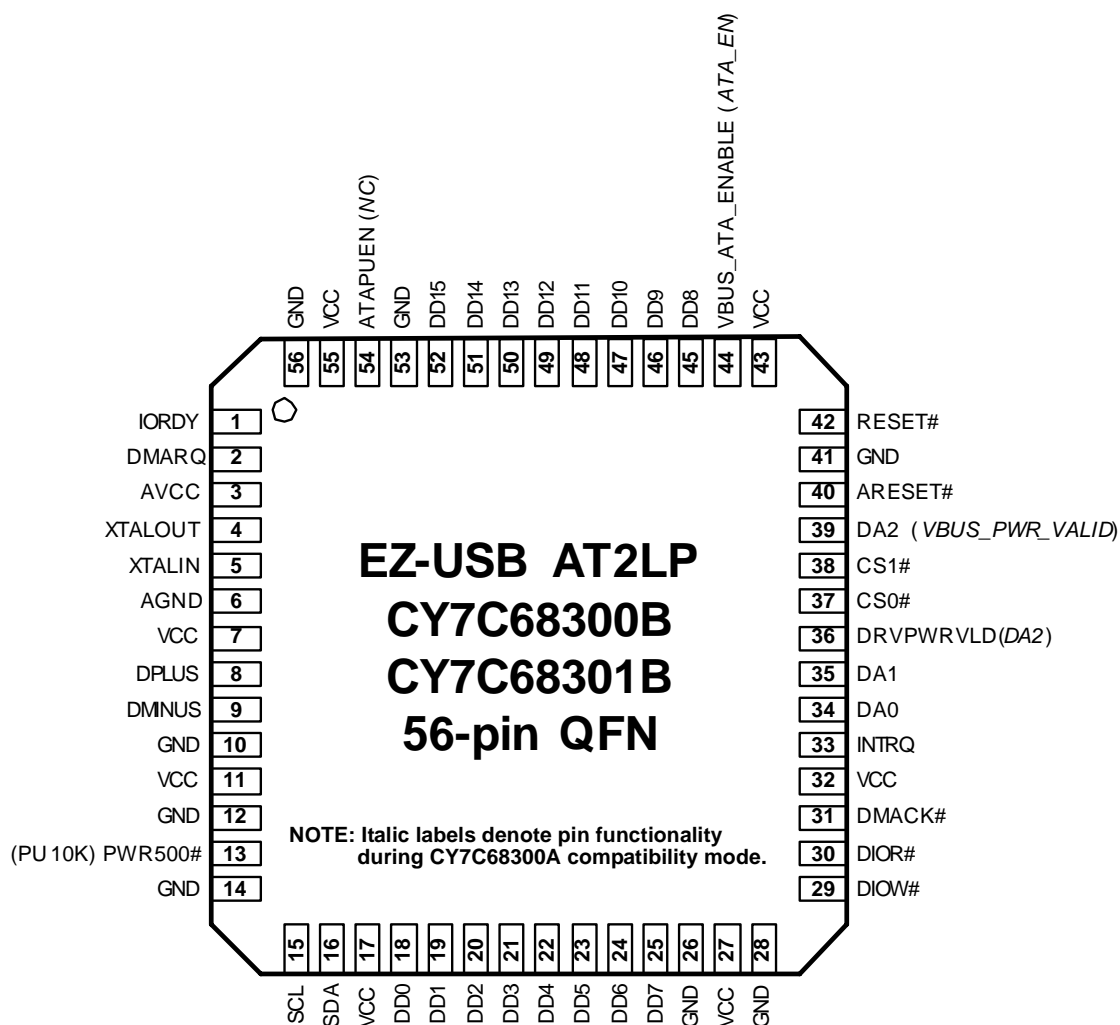 VBUS_ATA_ENABLE (ATA_EN)
ATAPUEN (NC)
GND
VCC
GND
DD15
DD14
DD13
DD12
DD11
DD10
DD9
DD8
VCC
56
55
54
53
52
51
50
49
48
47
46
45
44
43
IORDY 1
DMARQ 2
AVCC 3
XTALOUT 4
XTALIN 5
AGND 6
VCC 7
DPLUS 8
DMINUS 9
GND 10
VCC 11
GND 12
(PU10K) PWR500# 13
GND 14
EZ-USB AT2LP
CY7C68300B
CY7C68301B
56-pin QFN
NOTE: Italic labels denote pin functionality
during CY7C68300A compatibility mode.
42 RESET#
41 GND
40 ARESET#
39 DA2 (VBUS_PWR_VALID)
38 CS1#
37 CS0#
36 DRVPWRVLD(DA2)
35 DA1
34 DA0
33 INTRQ
32 VCC
31 DMACK#
30 DIOR#
29 DIOW#
15
16
17
18
19
20
21
22
23
24
25
26
27
28
SCL
SDA
VCC
DD0
DD1
DD2
DD3
DD4
DD5
DD6
DD7
GND
VCC
GND